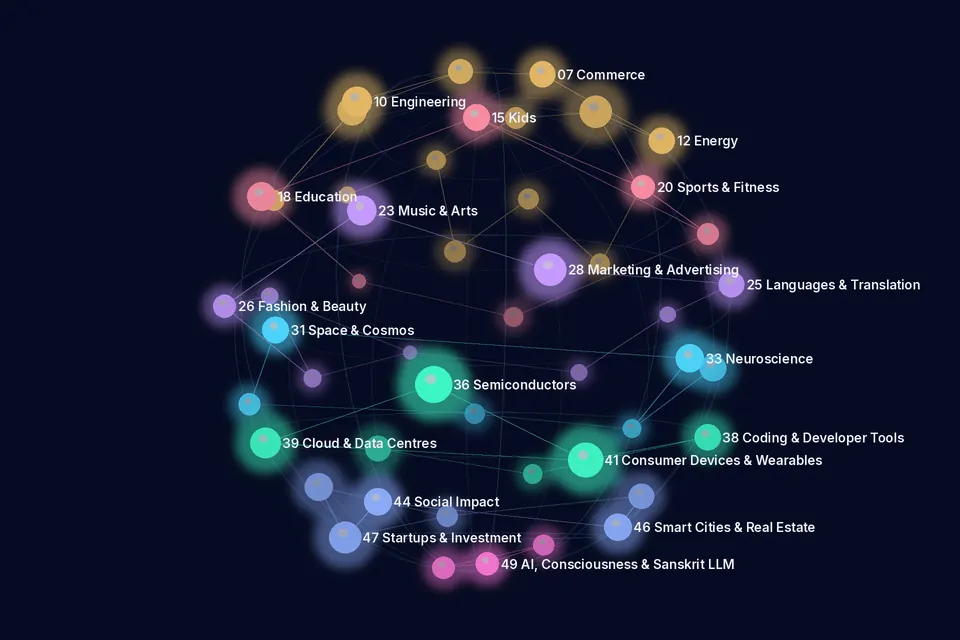 07 Commerce
10 Engineering
15 Kids
12 Energy
20 Sports & Fitness
18 Education
23 Music & Arts
28 Marketing & Advertising
25 Languages & Translation
26 Fashion & Beauty
31 Space & Cosmos
33 Neuroscience
36 Semiconductors
38 Coding & Developer Tools
39 Cloud & Data Centres
41 Consumer Devices & Wearables
44 Social Impact
46 Smart Cities & Real Estate
47 Startups & Investment
49 AI, Consciousness & Sanskrit LLM